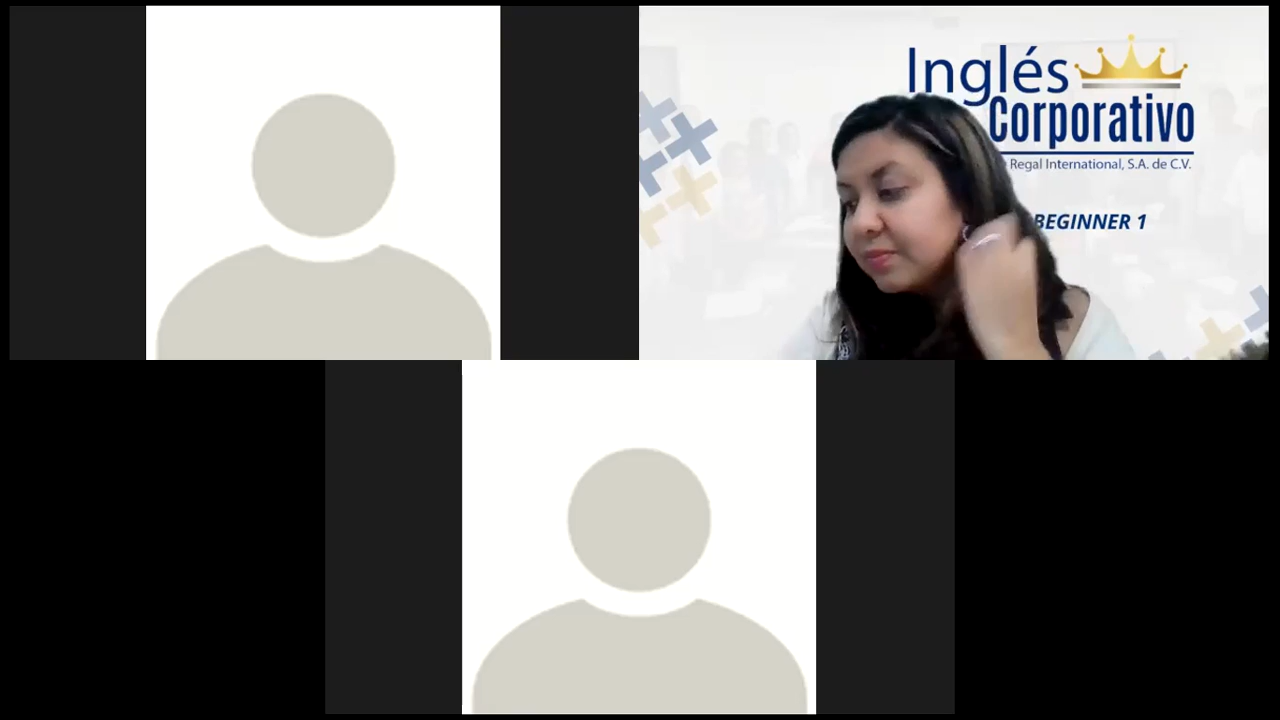 Inglés
Corporativo
Regal International, S.A. de C.V.
BEGINNER 1